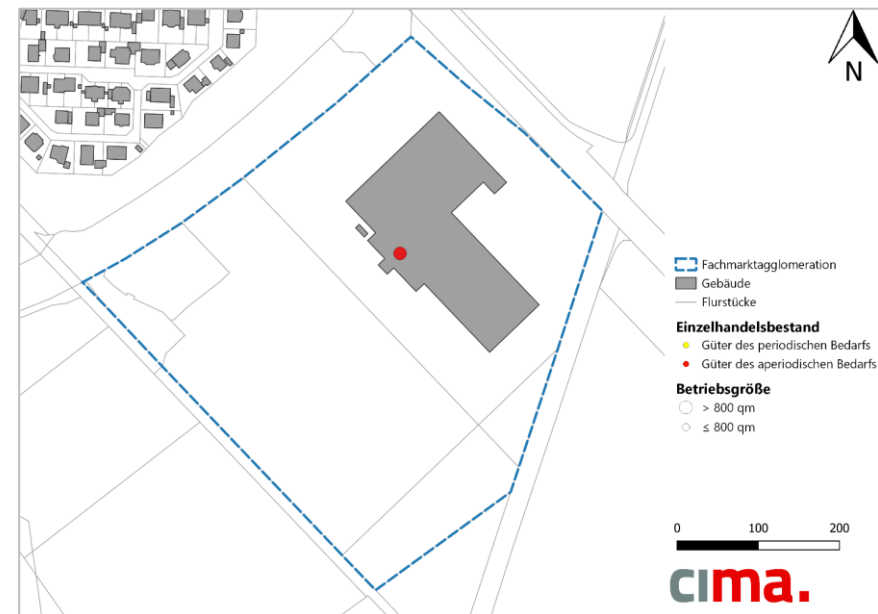 N
Fachmarktagglomeration
Gebäude
Flurstücke
Einzelhandelsbestand
Güter des periodischen Bedarfs
Güter des aperiodischen Bedarfs
Betriebsgröße
> 800 qm
≤ 800 qm
0 100 200
cima.